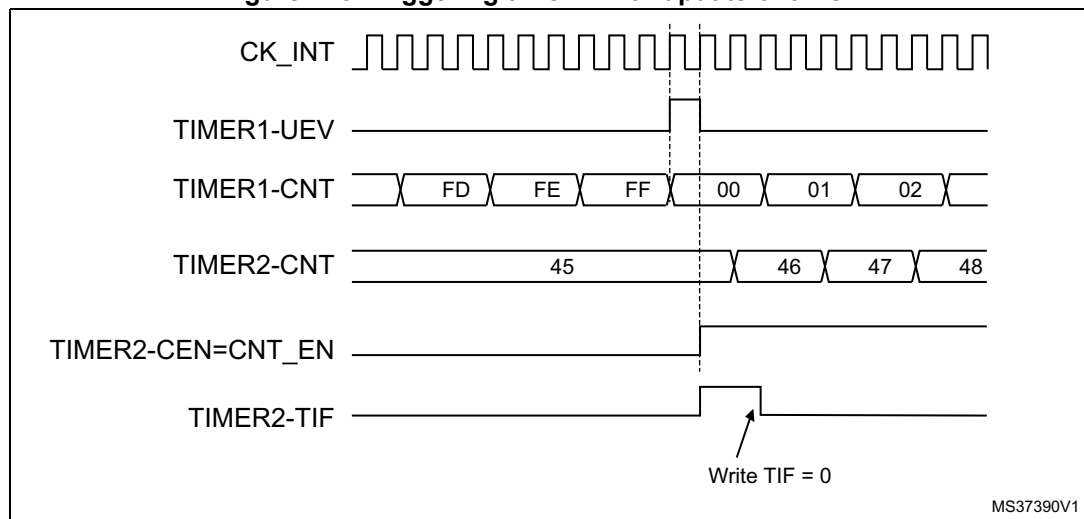 CK_INT
TIMER1-UEV
TIMER1-CNT FD FE FF 00 01 02
TIMER2-CNT 45 46 47 48
TIMER2-CEN=CNT_EN
TIMER2-TIF
Write TIF = 0
MS37390V1